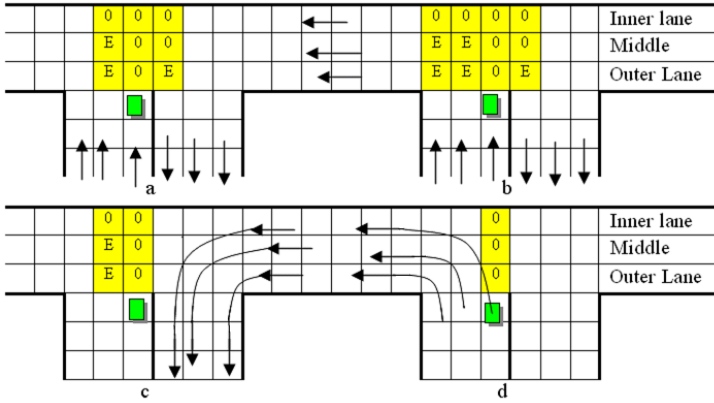 0 0 0 0 0 0 0 Inner lane
E 0 0 E E 0 0 Middle
E 0 E E E 0 E Outer Lane
a b
0 0 0 Inner lane
E 0 0 Middle
E 0 0 Outer Lane
c d